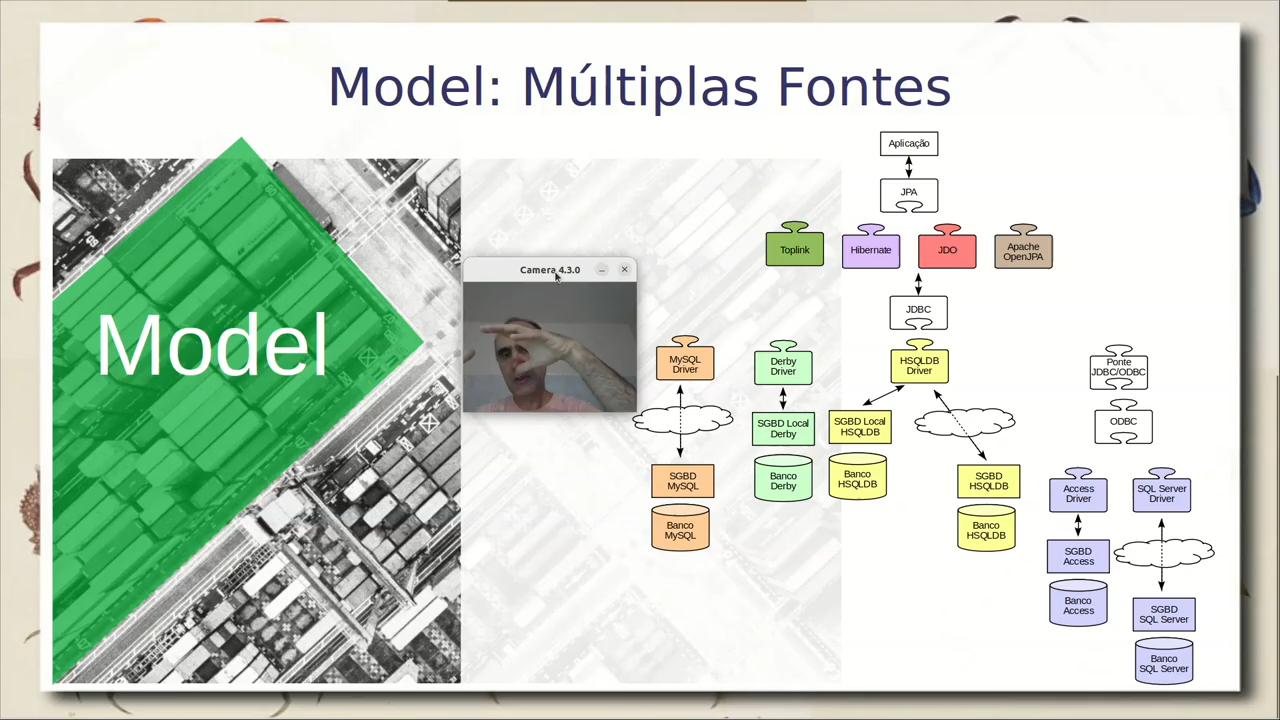 Model: Múltiplas Fontes
Model
Camera 4.3.0
Aplicação
JPA
Toplink
Hibernate
JDO
Apache
OpenJPA
JDBC
MySQL
Driver
Derby
Driver
HSQLDB
Driver
Ponte
JDBC/ODBC
ODBC
SGBD Local
Derby
SGBD Local
HSQLDB
SGBD
MySQL
Banco
Derby
Banco
HSQLDB
SGBD
HSQLDB
Access
Driver
SQL Server
Driver
Banco
MySQL
Banco
HSQLDB
SGBD
Access
Banco
Access
SGBD
SQL Server
Banco
SQL Server